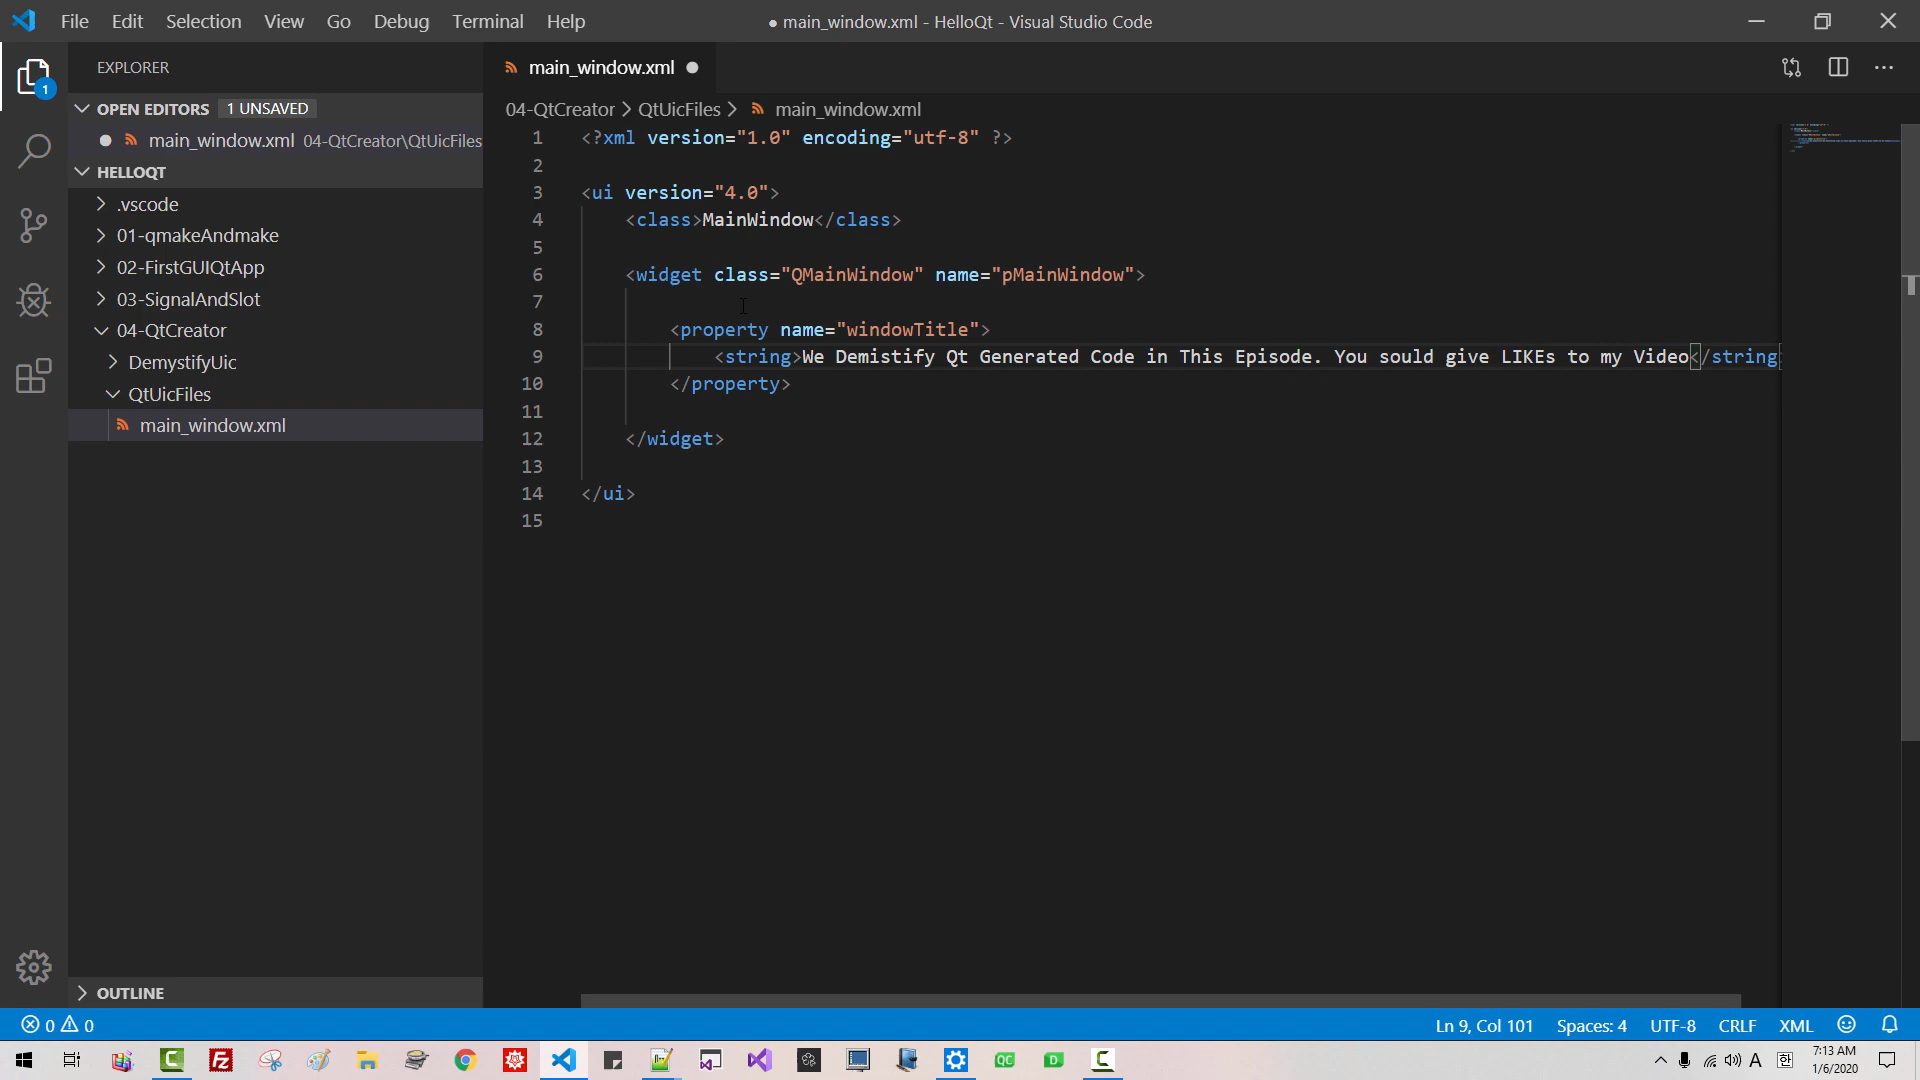 File Edit Selection View Go Debug Terminal Help
● main_window.xml - HelloQt - Visual Studio Code
EXPLORER
1
OPEN EDITORS 1 UNSAVED
main_window.xml 04-QtCreator\QtUicFiles
HELLOQT
.vscode
01-qmakeAndmake
02-FirstGUIQtApp
03-SignalAndSlot
04-QtCreator
DemystifyUic
QtUicFiles
main_window.xml
OUTLINE
main_window.xml
04-QtCreator > QtUicFiles > main_window.xml
1 <?xml version="1.0" encoding="utf-8" ?>
2
3 <ui version="4.0">
4 <class>MainWindow</class>
5
6 <widget class="QMainWindow" name="pMainWindow">
7
8 <property name="windowTitle">
9 <string>We Demistify Qt Generated Code in This Episode. You sould give LIKEs to my Video</string
10 </property>
11
12 </widget>
13
14 </ui>
15
0 0 Ln 9, Col 101 Spaces: 4 UTF-8 CRLF XML
QC D A 한 7:13 AM
1/6/2020